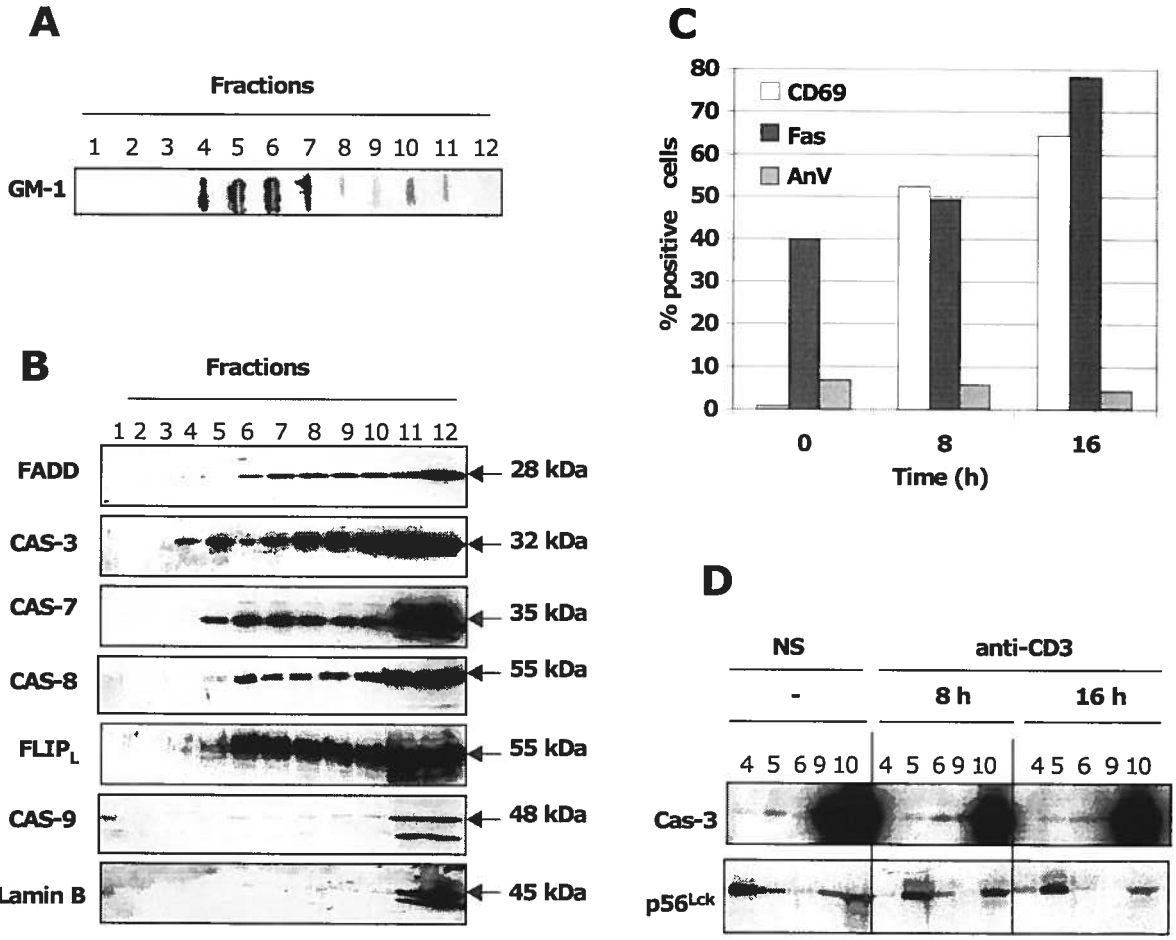 A
Fractions
1 2 3 4 5 6 7 8 9 10 11 12
GM-1
B
Fractions
1 2 3 4 5 6 7 8 9 10 11 12
FADD 28 kDa
CAS-3 32 kDa
CAS-7 35 kDa
CAS-8 55 kDa
FLIPL 55 kDa
CAS-9 48 kDa
Lamin B 45 kDa
C
80
70
60
50
40
30
20
10
0
% positive cells
CD69
Fas
AnV
0 8 16
Time (h)
D
NS anti-CD3
- 8 h 16 h
4 5 6 9 10 4 5 6 9 10 4 5 6 9 10
Cas-3
p56Lck